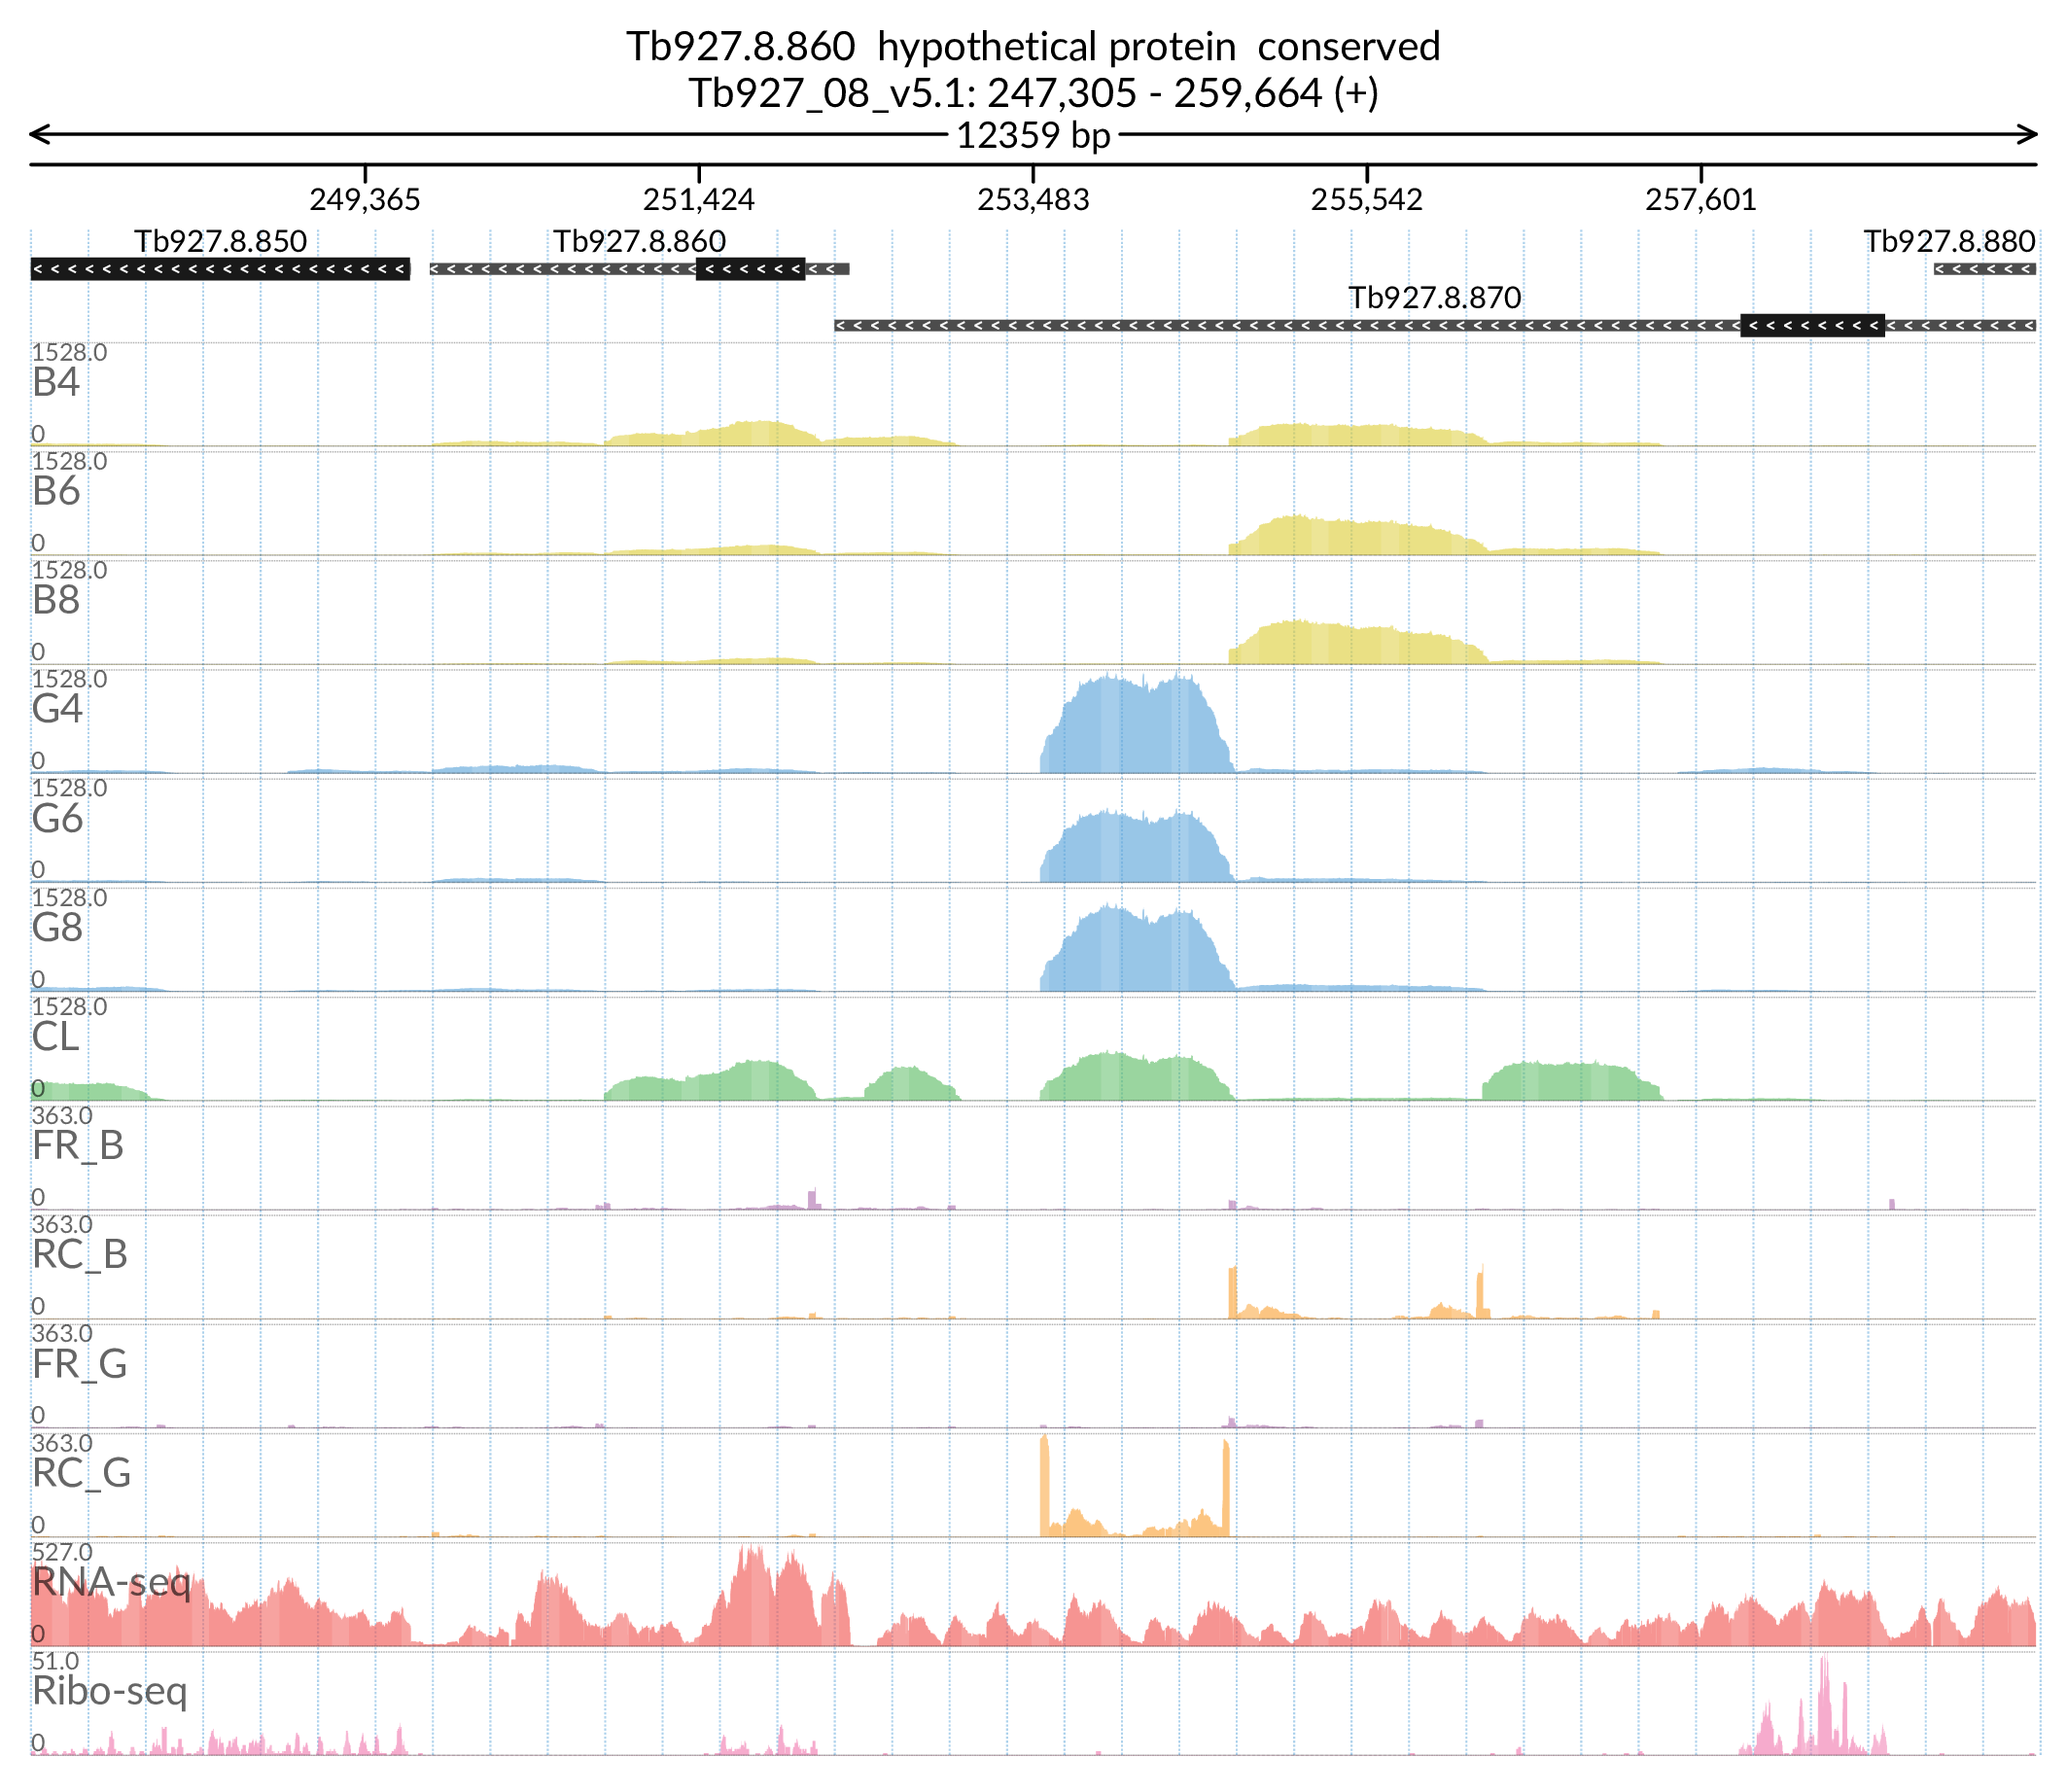 Tb927.8.860  hypothetical protein  conserved
Tb927_08_v5.1: 247,305 - 259,664 (+)
12359 bp
249,365 251,424 253,483 255,542 257,601
Tb927.8.850 Tb927.8.860 Tb927.8.880
Tb927.8.870
1528.0
B4
0
1528.0
B6
0
1528.0
B8
0
1528.0
G4
0
1528.0
G6
0
1528.0
G8
0
1528.0
CL
0
363.0
FR_B
0
363.0
RC_B
0
363.0
FR_G
0
363.0
RC_G
0
527.0
RNA-seq
0
51.0
Ribo-seq
0